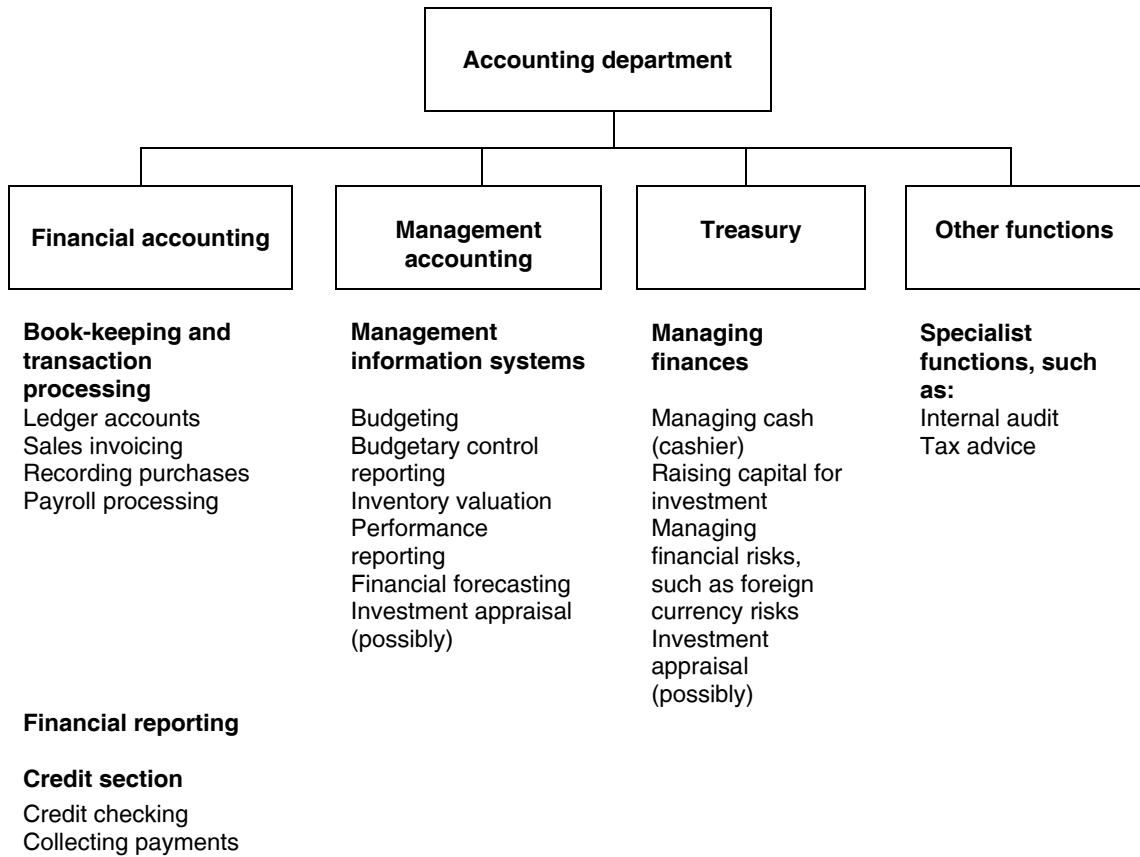 Accounting department
Financial accounting
Management
accounting
Treasury
Other functions
Book-keeping and
transaction
processing
Ledger accounts
Sales invoicing
Recording purchases
Payroll processing
Financial reporting
Credit section
Credit checking
Collecting payments
Management
information systems
Budgeting
Budgetary control
reporting
Inventory valuation
Performance
reporting
Financial forecasting
Investment appraisal
(possibly)
Managing
finances
Managing cash
(cashier)
Raising capital for
investment
Managing
financial risks,
such as foreign
currency risks
Investment
appraisal
(possibly)
Specialist
functions, such
as:
Internal audit
Tax advice